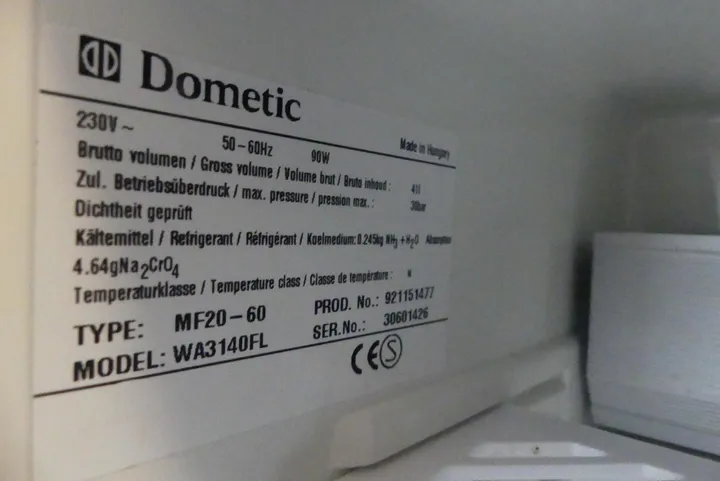 Dometic
230V ~ 50-60Hz 90W Made in Hungary
Brutto volumen / Gross volume / Volume brut / Bruto inhoud : 41l
Zul. Betriebsüberdruck / max. pressure / pression max. : 30bar
Dichtheit geprüft
Kältemittel / Refrigerant / Réfrigérant / Koelmedium: 0.245kg NH3 + H2O Absorption
4.64gNa2CrO4
Temperaturklasse / Temperature class / Classe de température : N
TYPE: MF20-60 PROD. No.: 921151477
MODEL: WA3140FL SER.No.: 30601426
CE S